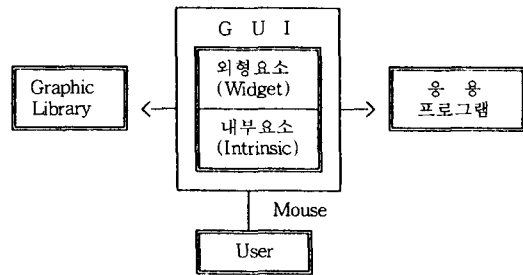 G U I
외형요소
(Widget)
내부요소
(Intrinsic)
Graphic
Library
응 용
프로그램
Mouse
User